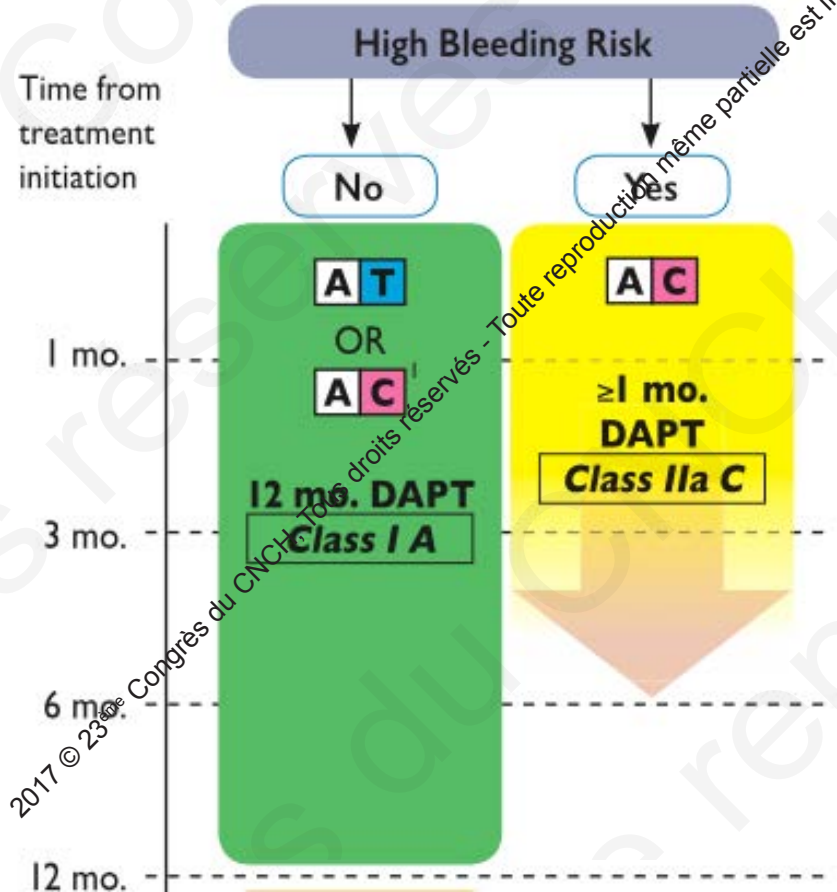 High Bleeding Risk
Time from
treatment
initiation
No
Yes
A T
OR
A C 1
12 mo. DAPT
Class I A
A C
≥1 mo.
DAPT
Class IIa C
1 mo.
3 mo.
6 mo.
12 mo.
2017 © 23ème Congrès du CNCH. Tous droits réservés - Toute reproduction même partielle est